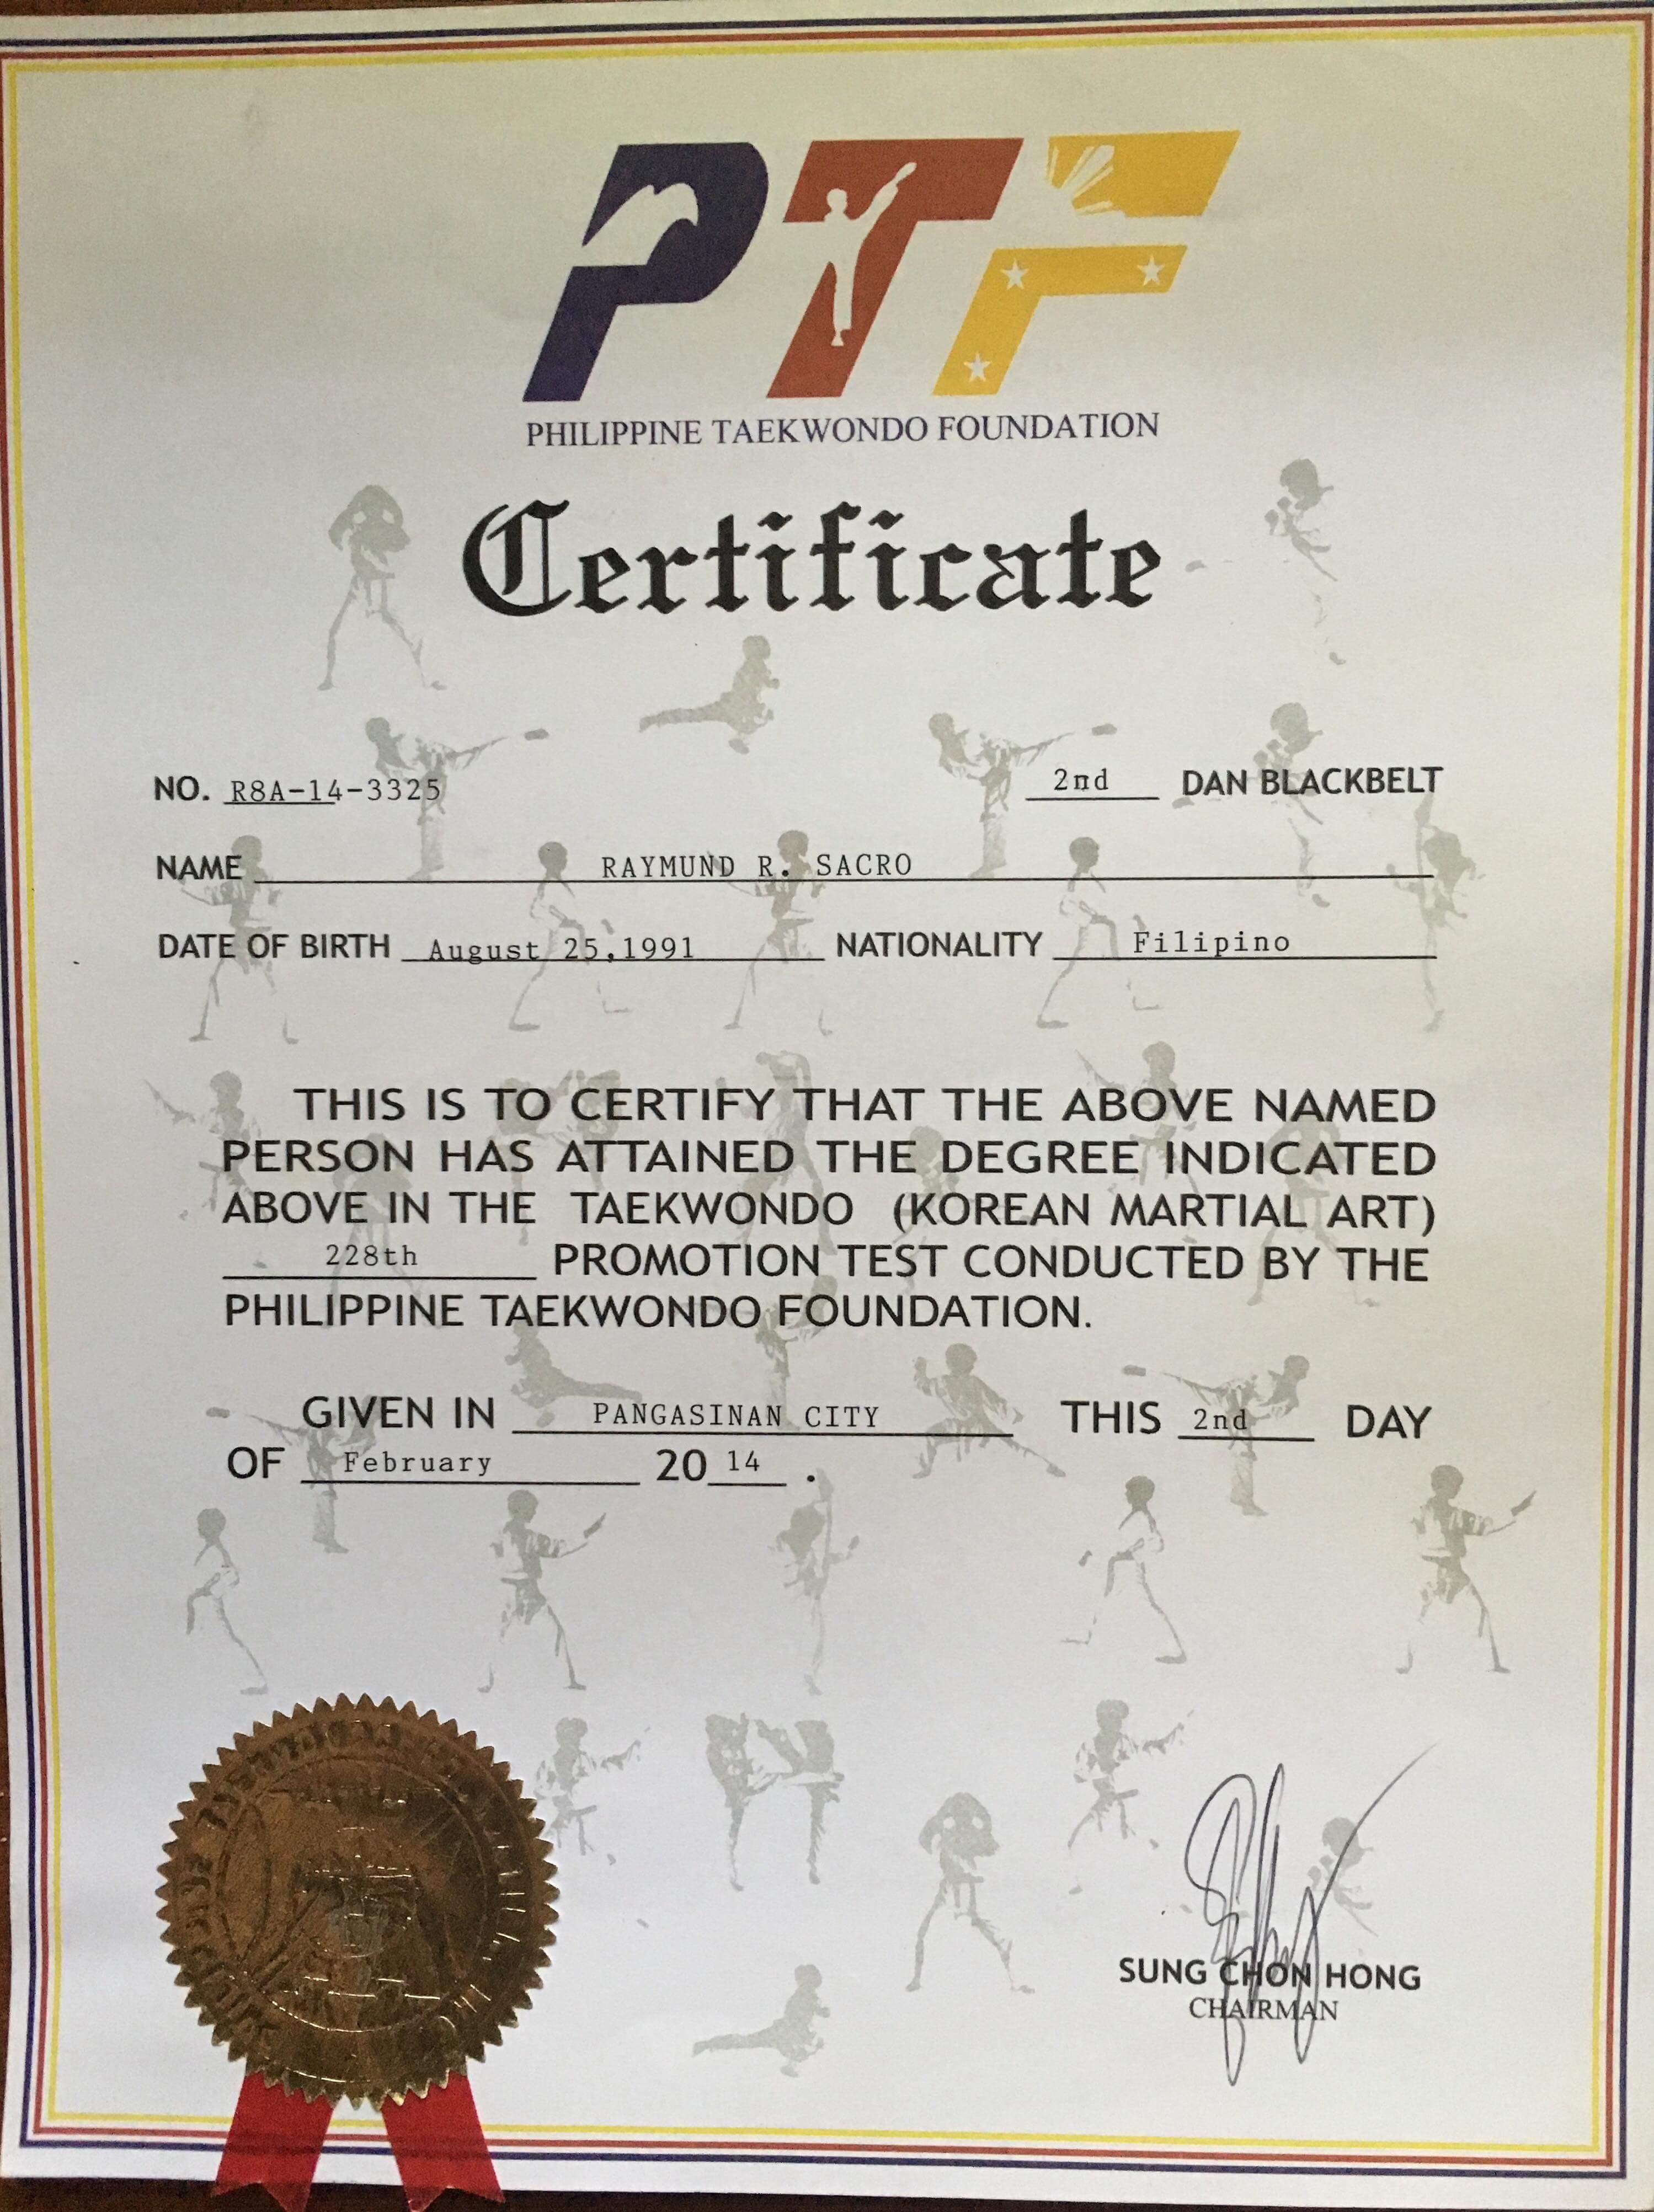 PTF
PHILIPPINE TAEKWONDO FOUNDATION
Certificate
NO. R8A-14-3325 2nd DAN BLACKBELT
NAME RAYMUND R. SACRO
DATE OF BIRTH August 25,1991 NATIONALITY Filipino
THIS IS TO CERTIFY THAT THE ABOVE NAMED
PERSON HAS ATTAINED THE DEGREE INDICATED
ABOVE IN THE TAEKWONDO (KOREAN MARTIAL ART)
228th PROMOTION TEST CONDUCTED BY THE
PHILIPPINE TAEKWONDO FOUNDATION.
GIVEN IN PANGASINAN CITY THIS 2nd DAY
OF February 20 14 .
SUNG CHON HONG
CHAIRMAN